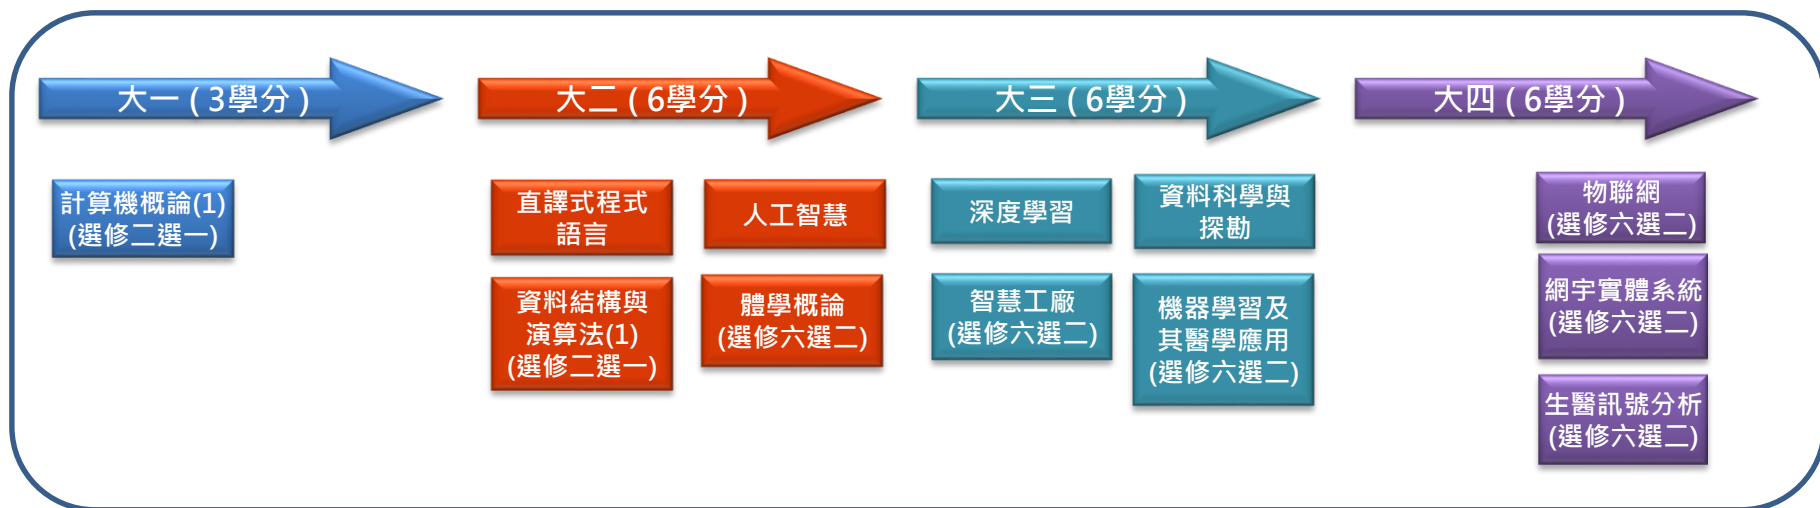 大一 ( 3學分 )
大二 ( 6學分 )
大三 ( 6學分 )
大四 ( 6學分 )
計算機概論(1)
(選修二選一)
直譯式程式
語言
人工智慧
資料結構與
演算法(1)
(選修二選一)
體學概論
(選修六選二)
深度學習
資料科學與
探勘
智慧工廠
(選修六選二)
機器學習及
其醫學應用
(選修六選二)
物聯網
(選修六選二)
網宇實體系統
(選修六選二)
生醫訊號分析
(選修六選二)